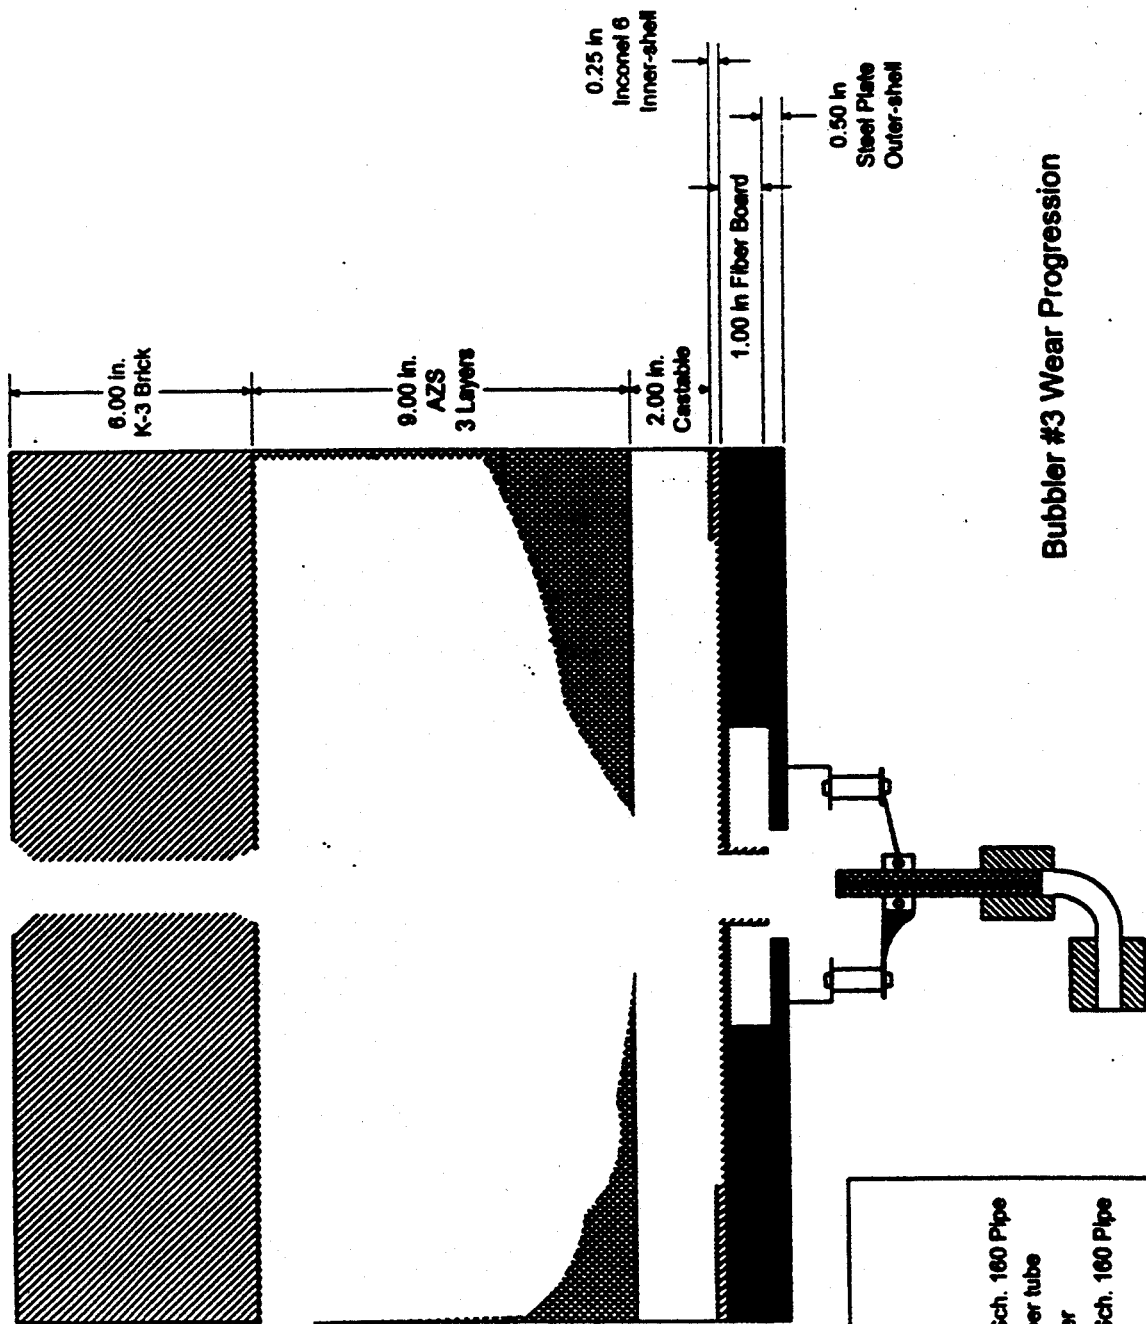 6.00 in.
K-3 Brick
9.00 in.
AZS
3 Layers
2.00 in.
Castable
0.25 in
Inconel 6
Inner-shell
1.00 in Fiber Board
0.50 in
Steel Plate
Outer-shell
Bubbler #3 Wear Progression
Sch. 160 Pipe
tube
Sch. 160 Pipe